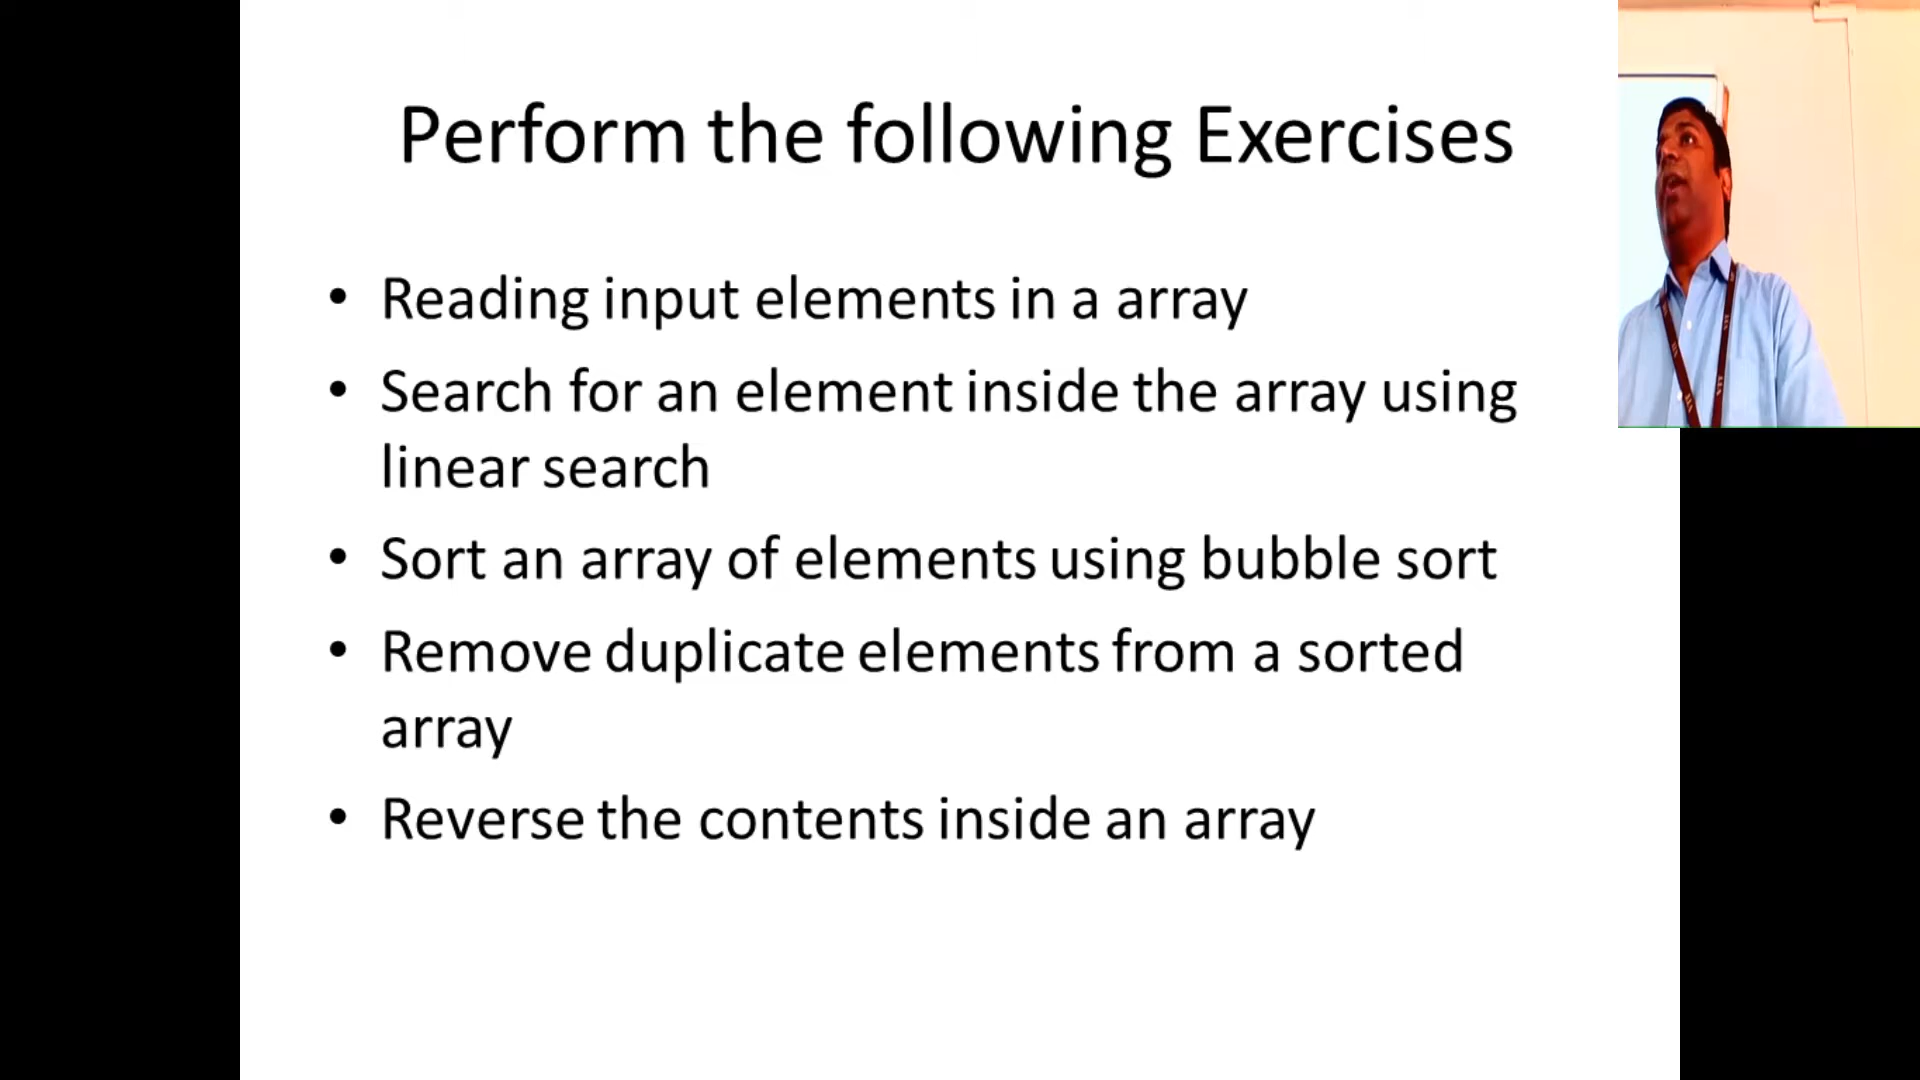 Perform the following Exercises
• Reading input elements in a array
• Search for an element inside the array using
linear search
• Sort an array of elements using bubble sort
• Remove duplicate elements from a sorted
array
• Reverse the contents inside an array